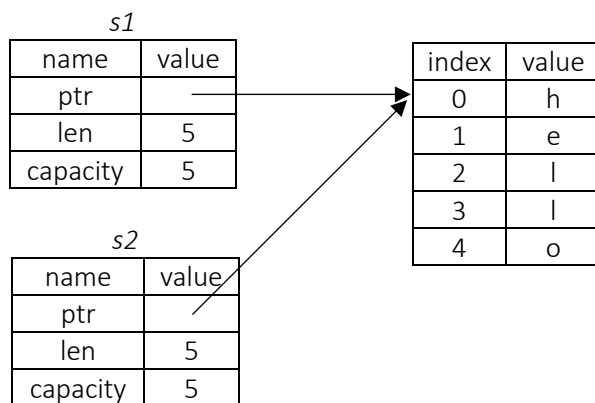 s1
name value
ptr
len 5
capacity 5
index value
0 h
1 e
2 l
3 l
4 o
s2
name value
ptr
len 5
capacity 5